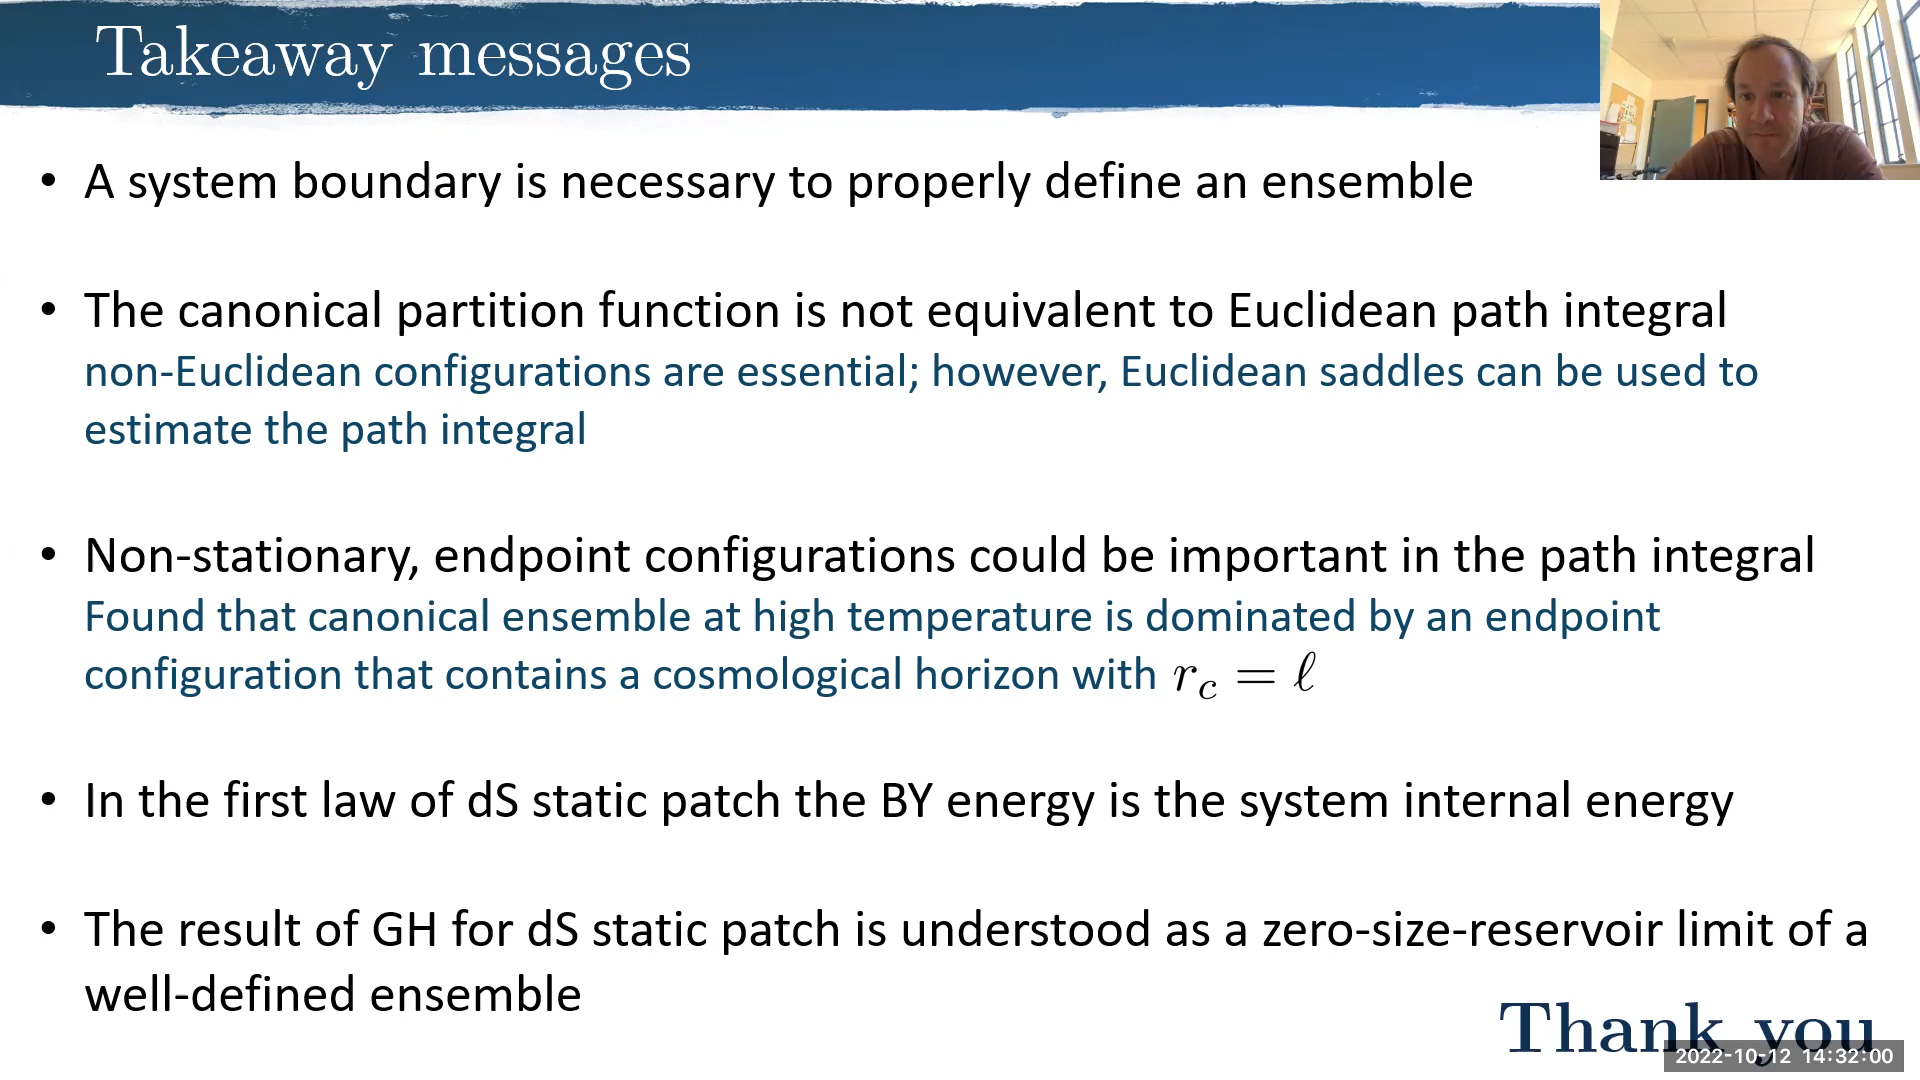 Takeaway messages
• A system boundary is necessary to properly define an ensemble
• The canonical partition function is not equivalent to Euclidean path integral
non-Euclidean configurations are essential; however, Euclidean saddles can be used to
estimate the path integral
• Non-stationary, endpoint configurations could be important in the path integral
Found that canonical ensemble at high temperature is dominated by an endpoint
configuration that contains a cosmological horizon with $r_c = \ell$
• In the first law of dS static patch the BY energy is the system internal energy
• The result of GH for dS static patch is understood as a zero-size-reservoir limit of a
well-defined ensemble
Thank you
2022-10-12 14:32:00